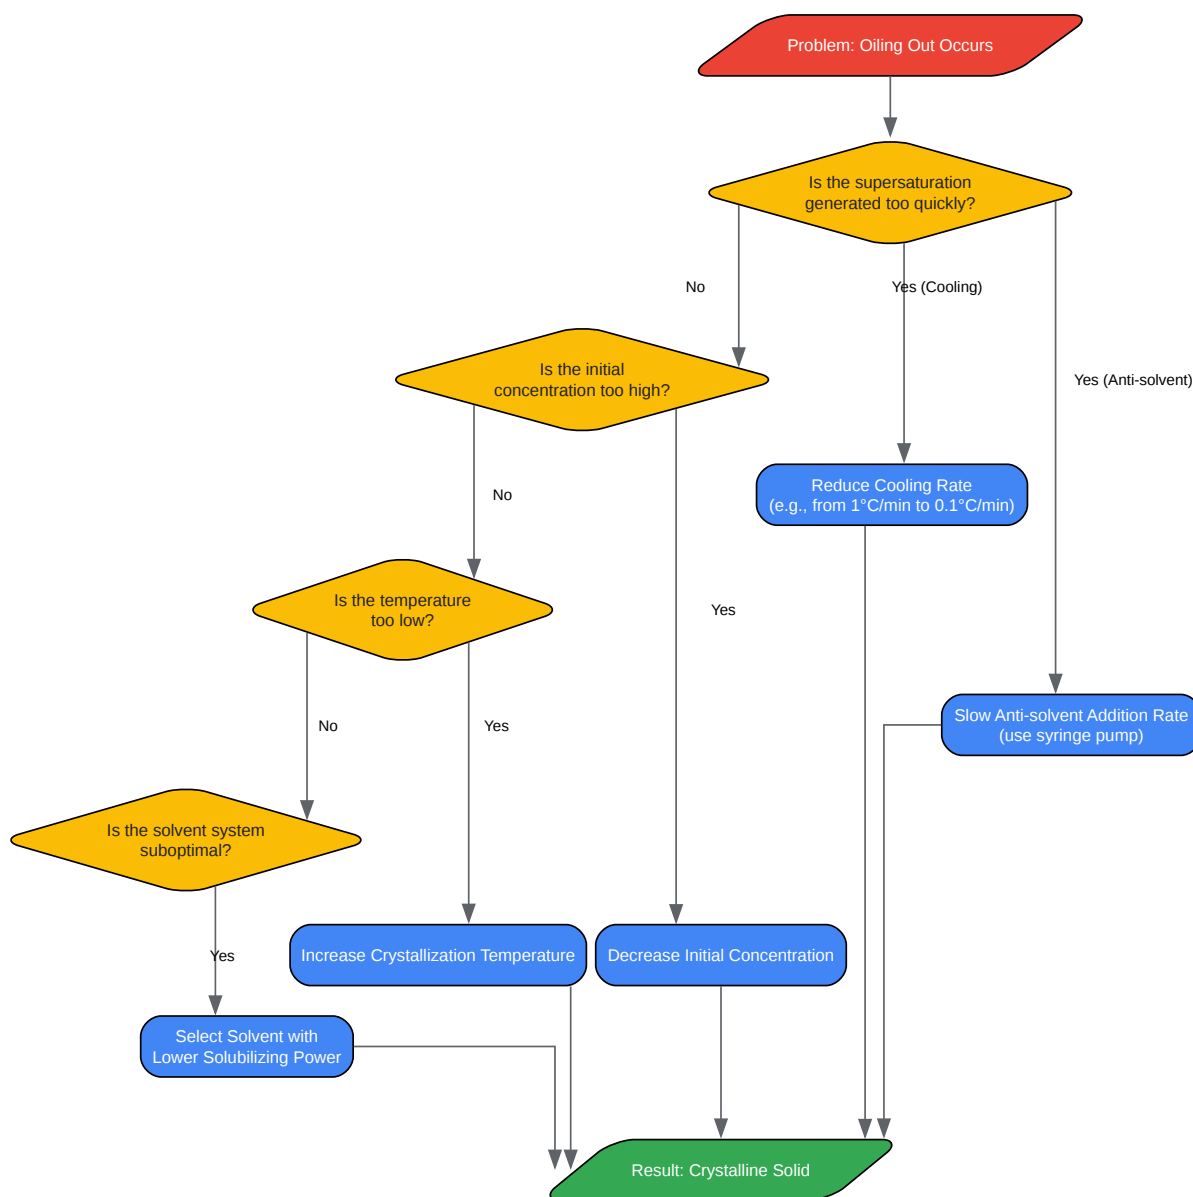 Problem: Oiling Out Occurs
Is the supersaturation
generated too quickly?
No
Yes (Cooling)
Is the initial
concentration too high?
Yes (Anti-solvent)
Reduce Cooling Rate
(e.g., from 1°C/min to 0.1°C/min)
No
Is the temperature
too low?
Yes
Slow Anti-solvent Addition Rate
(use syringe pump)
No
Yes
Is the solvent system
suboptimal?
Yes
Increase Crystallization Temperature
Decrease Initial Concentration
Select Solvent with
Lower Solubilizing Power
Result: Crystalline Solid